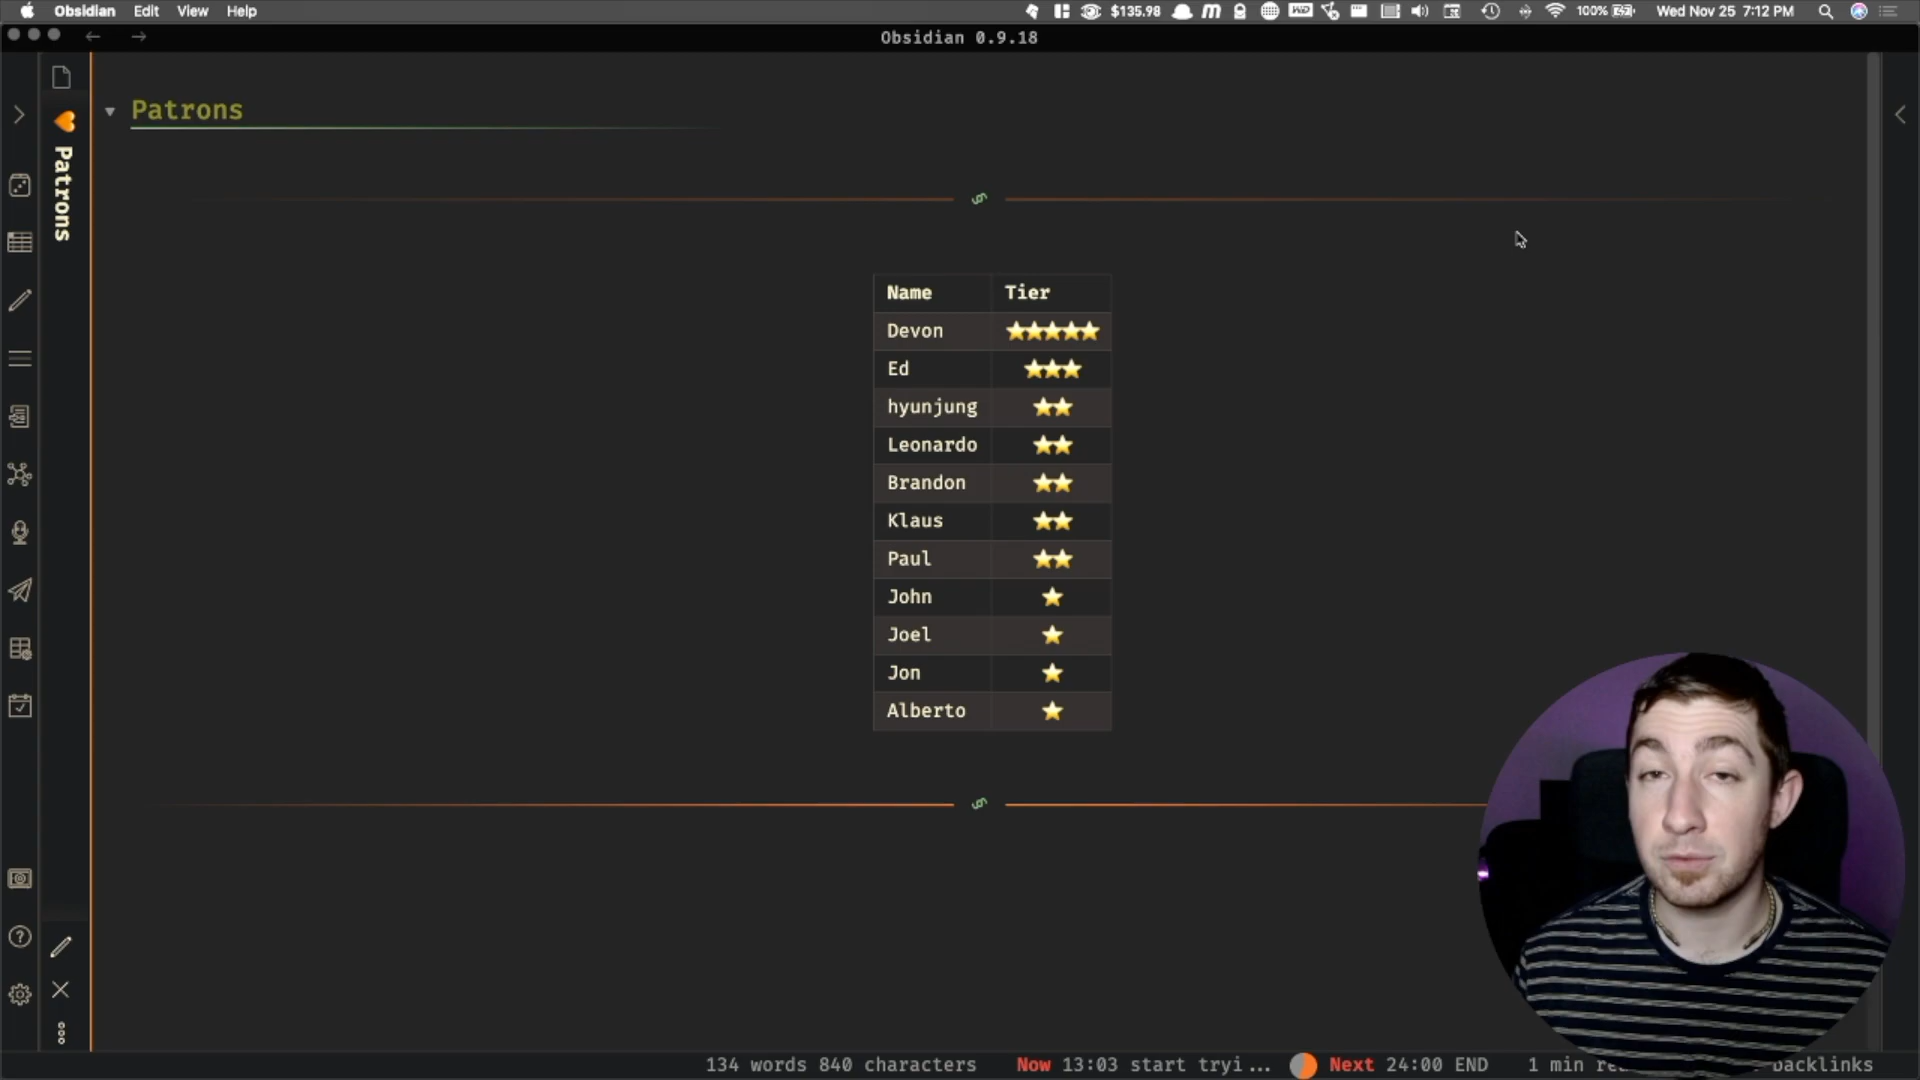 Obsidian Edit View Help
$135.98
100%
Wed Nov 25 7:12 PM
Obsidian 0.9.18
Patrons
Patrons
Name Tier
Devon
Ed
hyunjung
Leonardo
Brandon
Klaus
Paul
John
Joel
Jon
Alberto
134 words 840 characters Now 13:03 start tryi... Next 24:00 END 1 min backlinks